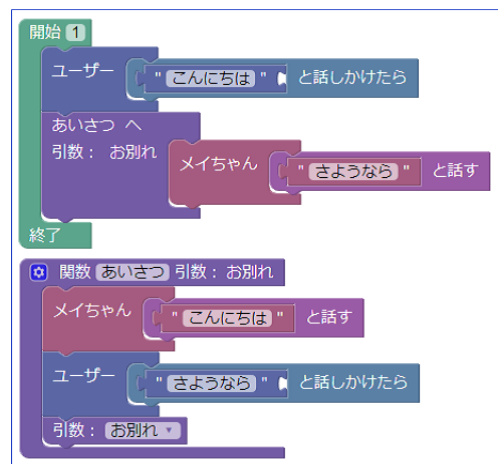 開始 1
ユーザー " こんにちは " と話しかけたら
あいさつ へ
引数： お別れ
メイちゃん " さようなら " と話す
終了
関数 あいさつ 引数：お別れ
メイちゃん " こんにちは " と話す
ユーザー " さようなら " と話しかけたら
引数： お別れ